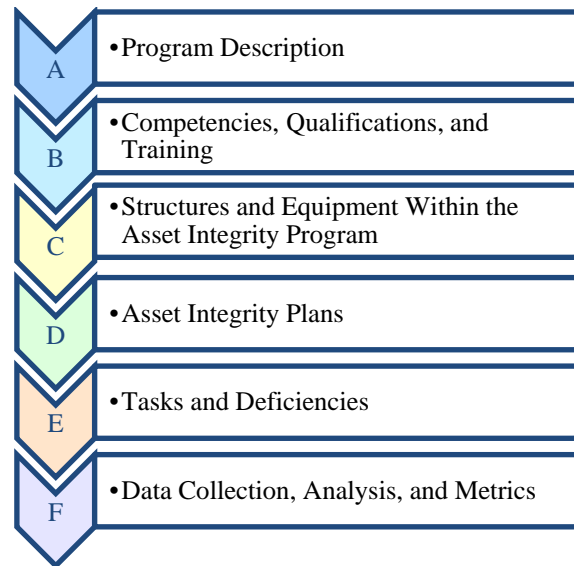 A
•Program Description
B
•Competencies, Qualifications, and
Training
C
•Structures and Equipment Within the
Asset Integrity Program
D
•Asset Integrity Plans
E
•Tasks and Deficiencies
F
•Data Collection, Analysis, and Metrics